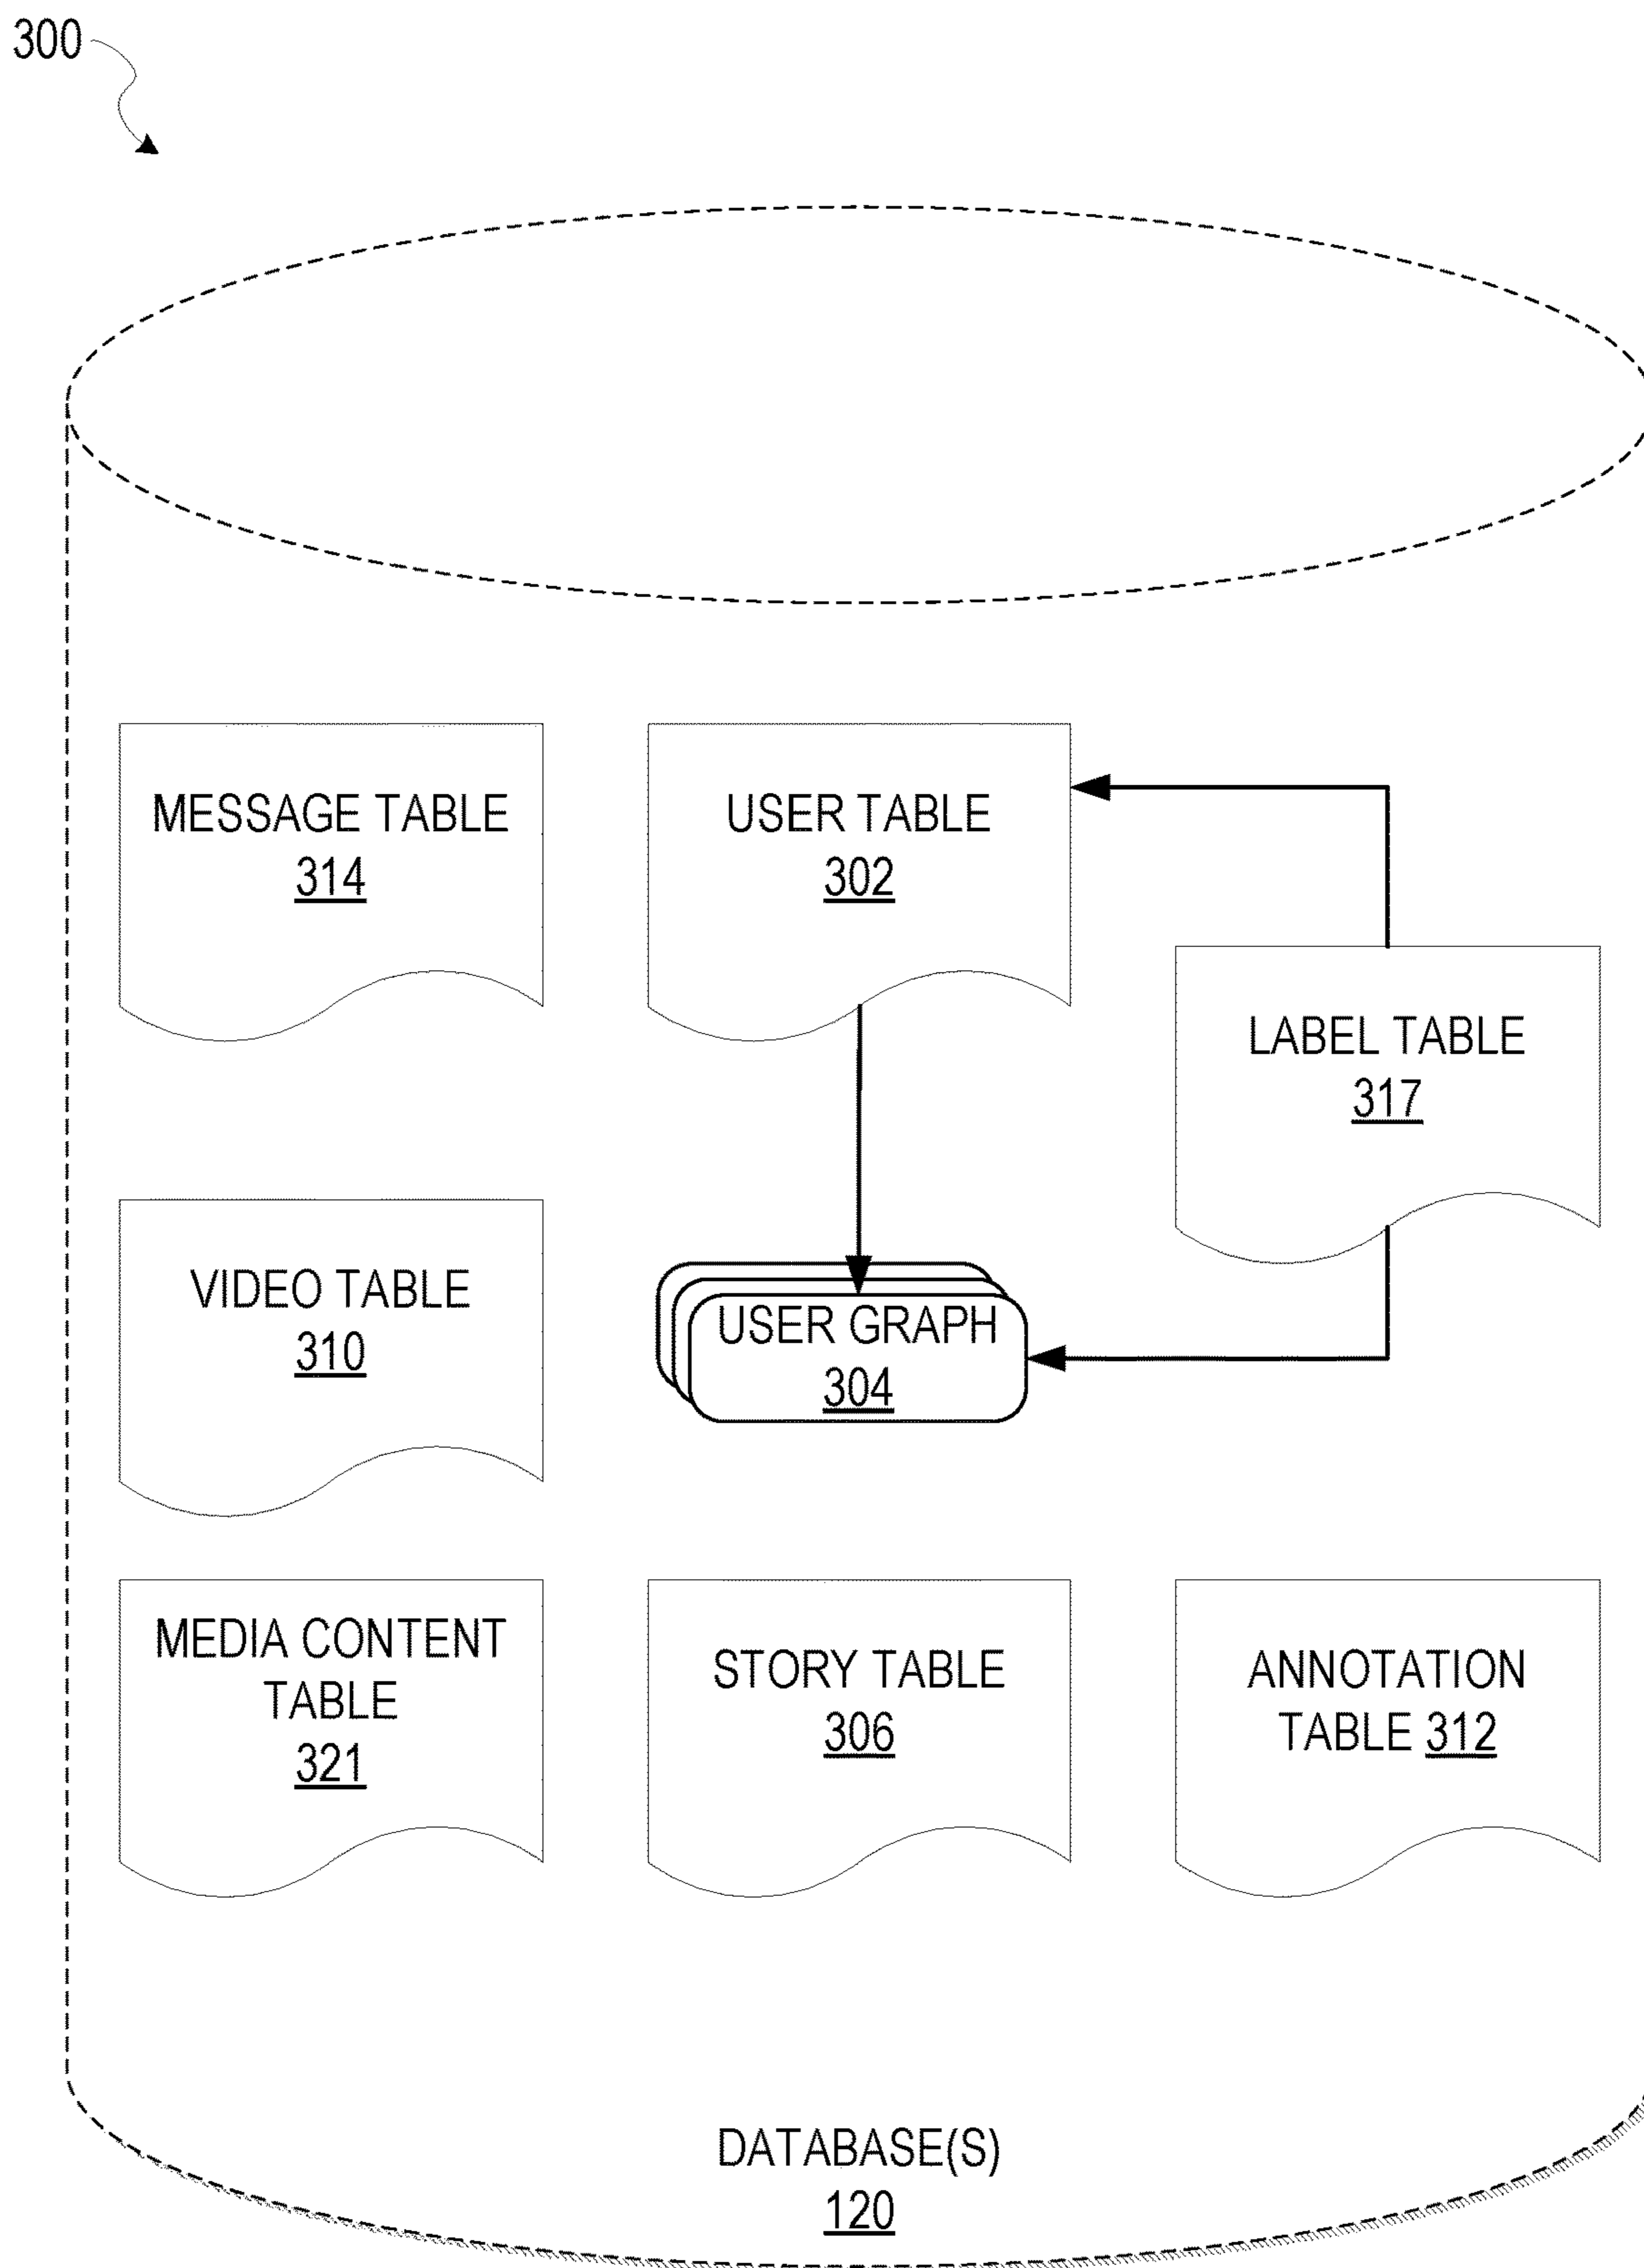 300
MESSAGE TABLE
314
USER TABLE
302
LABEL TABLE
317
VIDEO TABLE
310
USER GRAPH
304
MEDIA CONTENT
TABLE
321
STORY TABLE
306
ANNOTATION
TABLE 312
DATABASE(S)
120